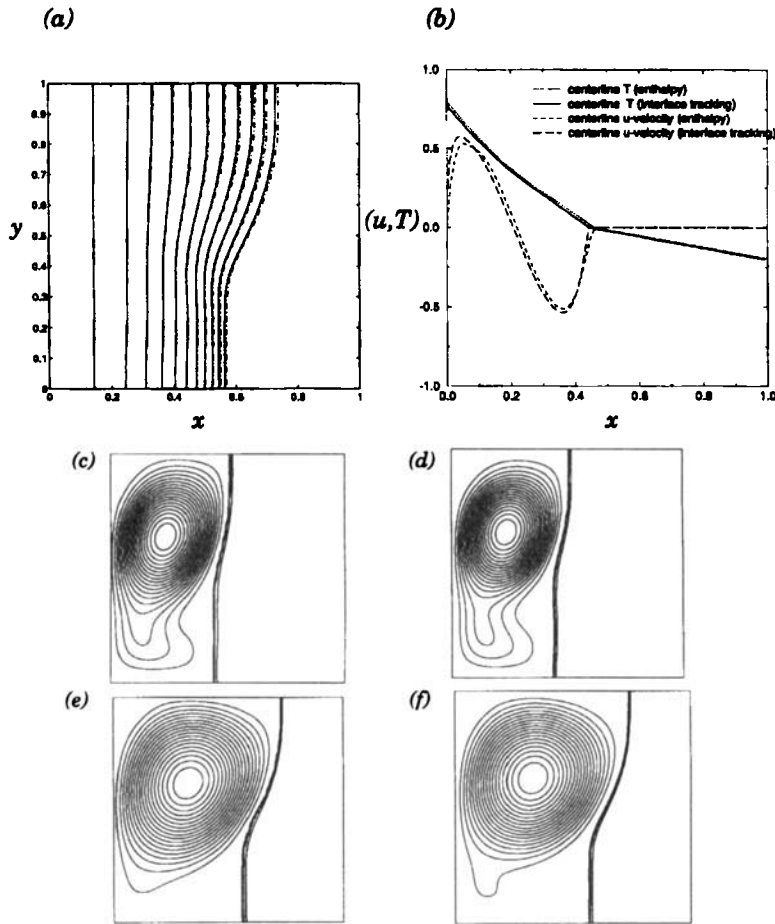 (a)
(b)
1
0.9
0.8
0.7
0.6
0.5
0.4
0.3
0.2
0.1
0
y
0
0.2
0.4
0.6
0.8
1
x
1.0
0.5
0.0
-0.5
-1.0
(u,T)
centerline T (enthalpy)
centerline T (interface tracking)
centerline u-velocity (enthalpy)
centerline u-velocity (interface tracking)
0.0
0.2
0.4
0.6
0.8
1.0
x
(c)
(d)
(e)
(f)